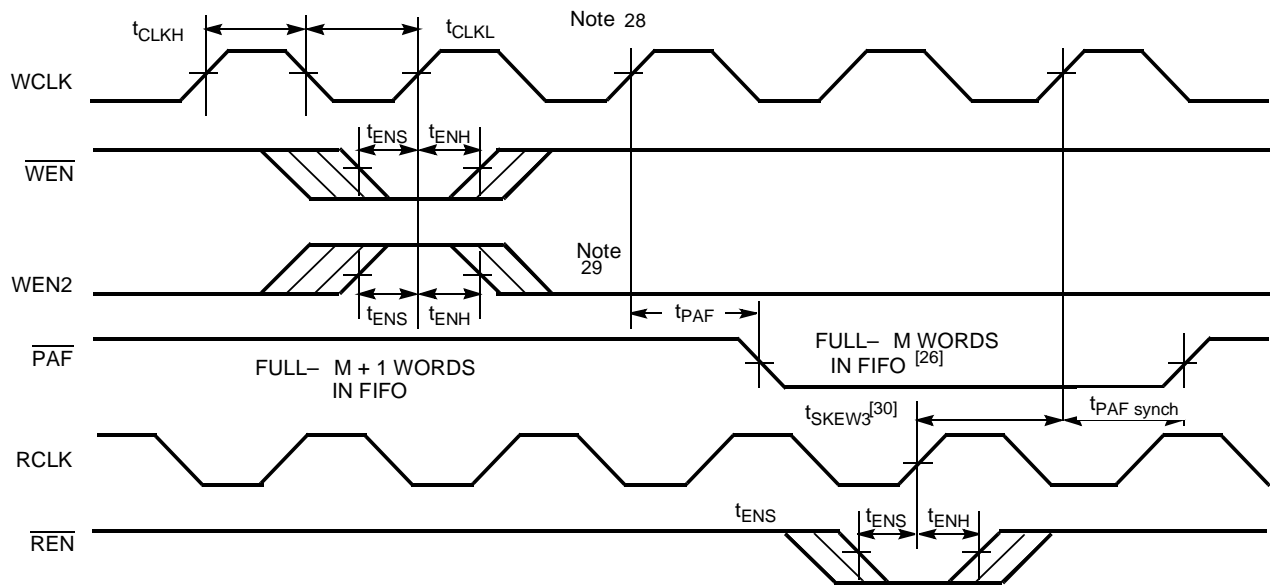 tCLKH
tCLKL
Note 28
WCLK
tENS
tENH
WEN
Note
29
WEN2
tENS
tENH
tPAF
PAF
FULL– M + 1 WORDS
IN FIFO
FULL– M WORDS
IN FIFO [26]
tSKEW3[30]
tPAF synch
RCLK
tENS
tENS
tENH
REN